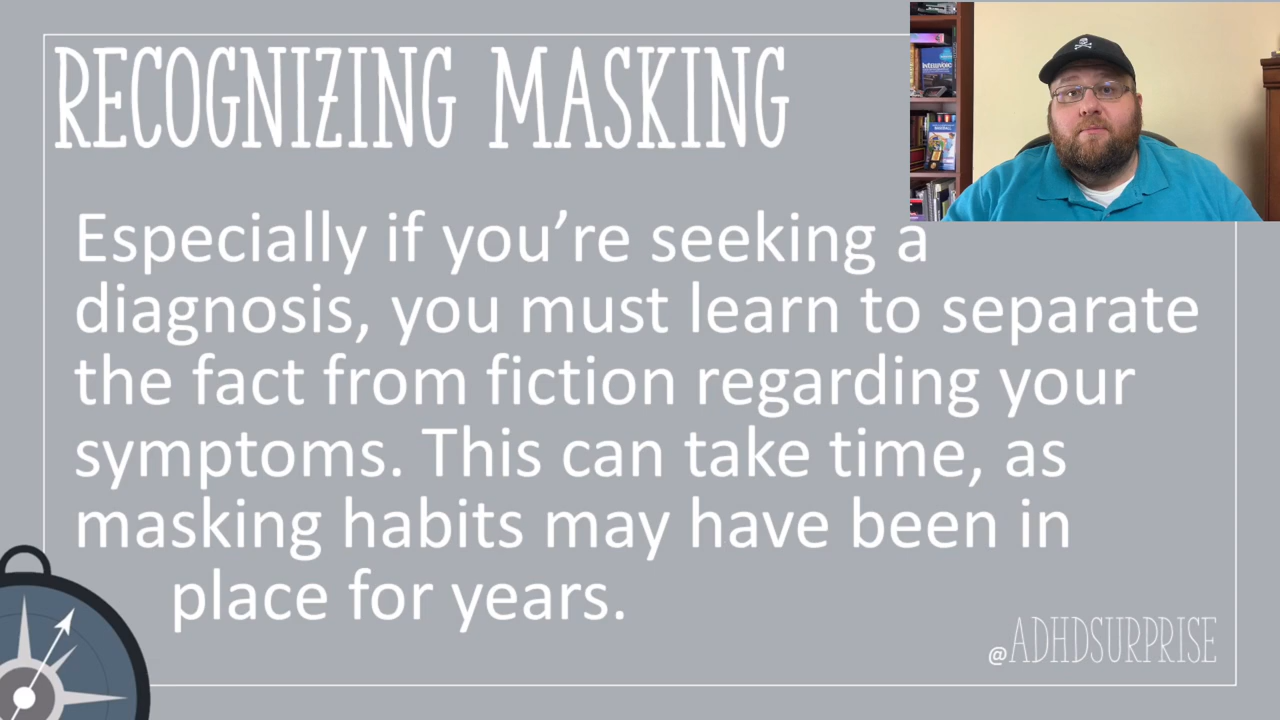 RECOGNIZING MASKING
Especially if you're seeking a
diagnosis, you must learn to separate
the fact from fiction regarding your
symptoms. This can take time, as
masking habits may have been in
place for years.
@ADHDSURPRISE